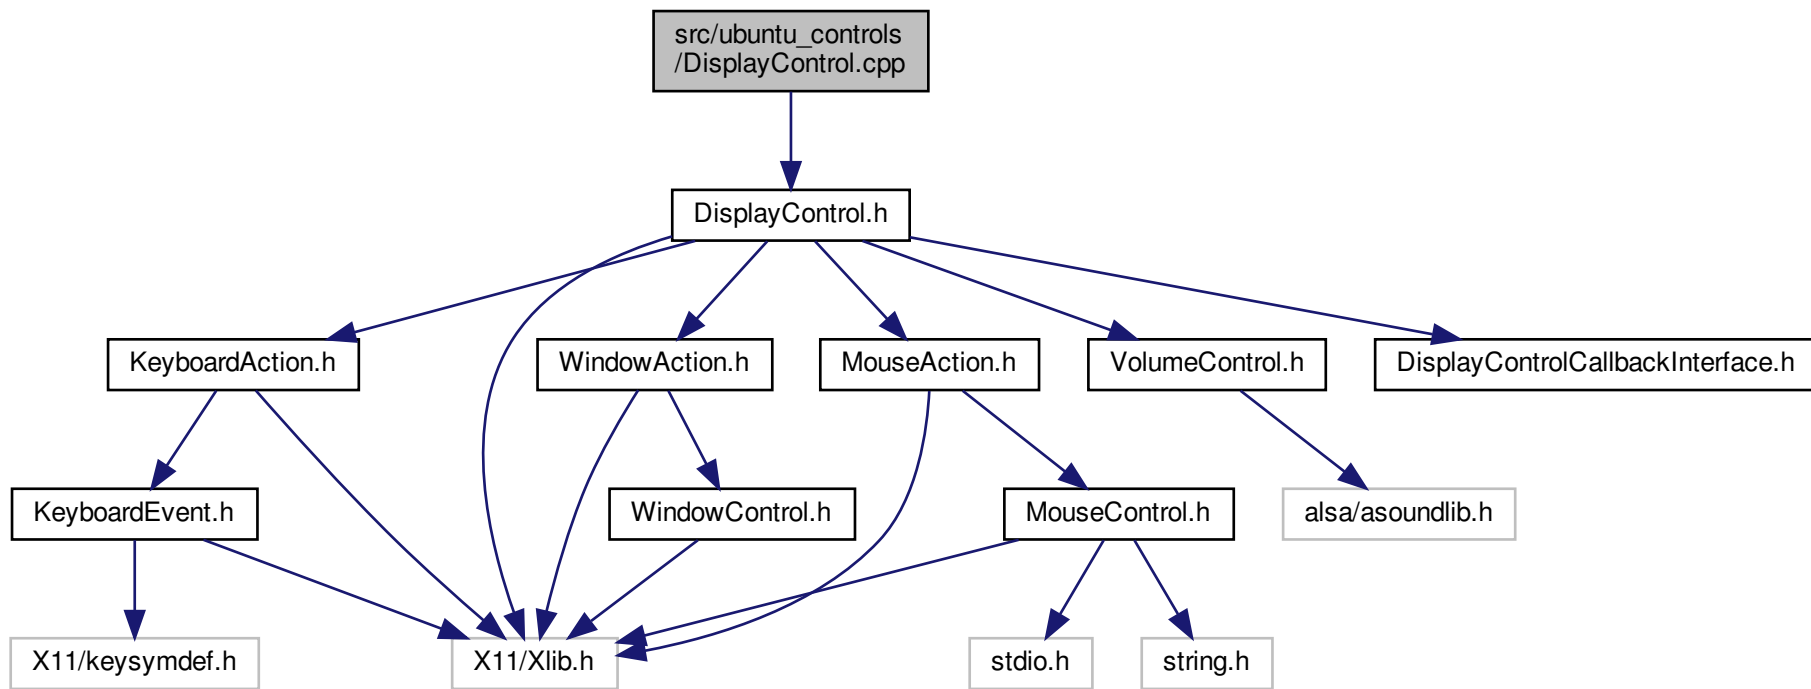 src/ubuntu_controls
/DisplayControl.cpp
DisplayControl.h
KeyboardAction.h
WindowAction.h
MouseAction.h
VolumeControl.h
DisplayControlCallbackInterface.h
KeyboardEvent.h
WindowControl.h
MouseControl.h
alsa/asoundlib.h
X11/keysymdef.h
X11/Xlib.h
stdio.h
string.h